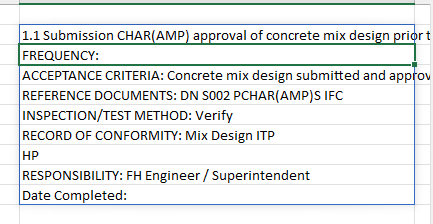 1.1 Submission CHAR(AMP) approval of concrete mix design prior
FREQUENCY:
ACCEPTANCE CRITERIA: Concrete mix design submitted and
REFERENCE DOCUMENTS: DN S002 PCHAR(AMP)S IFC
INSPECTION/TEST METHOD: Verify
RECORD OF CONFORMITY: Mix Design ITP
HP
RESPONSIBILITY: FH Engineer / Superintendent
Date Completed: